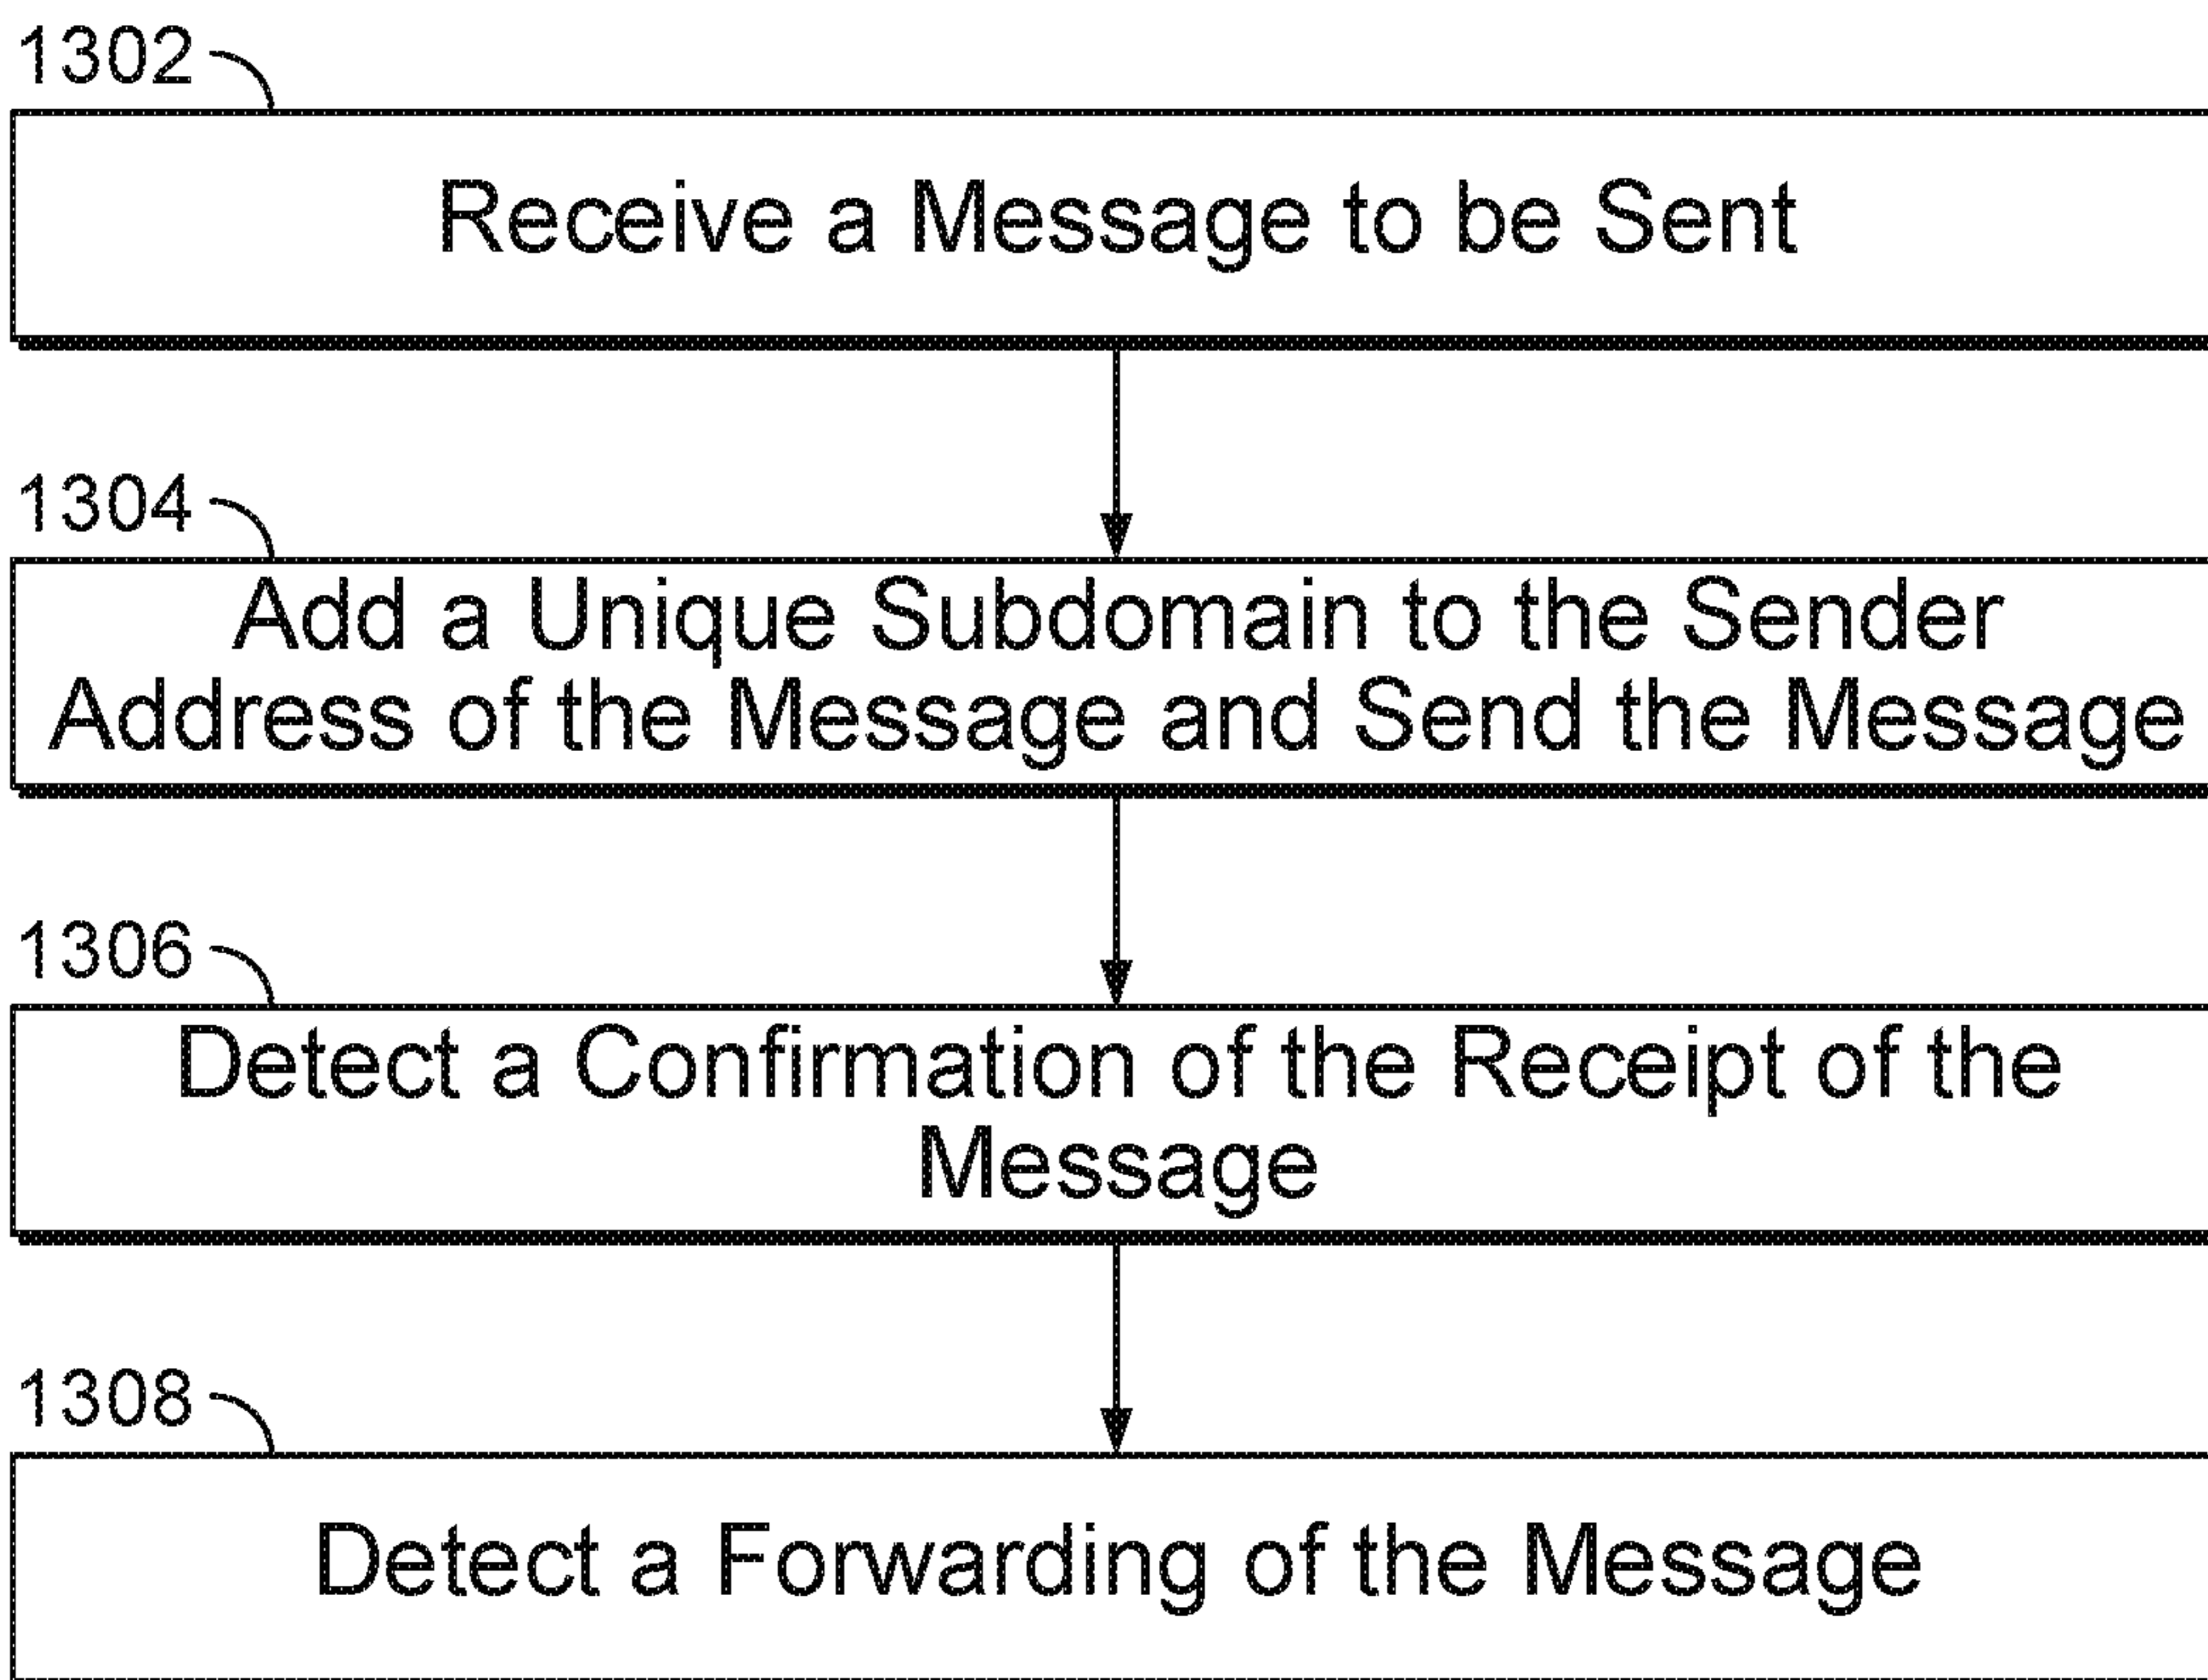 1302
Receive a Message to be Sent
1304
Add a Unique Subdomain to the Sender
Address of the Message and Send the Message
1306
Detect a Confirmation of the Receipt of the
Message
1308
Detect a Forwarding of the Message